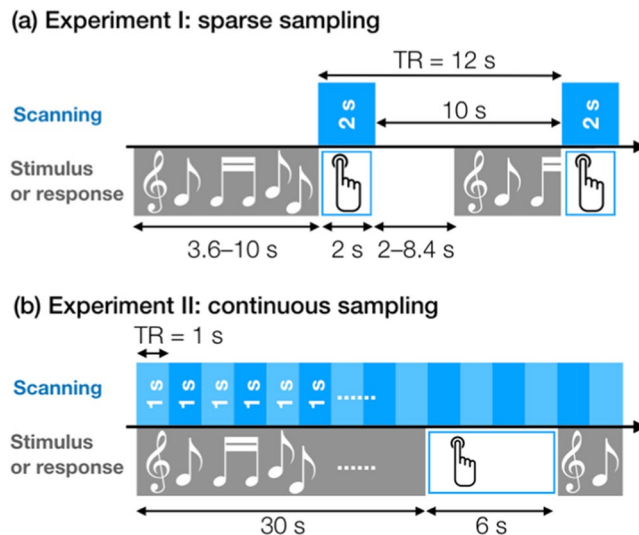 (a) Experiment I: sparse sampling
TR = 12 s
Scanning
2 s
10 s
2 s
Stimulus
or response
3.6–10 s
2 s
2–8.4 s
(b) Experiment II: continuous sampling
TR = 1 s
Scanning
1 s
1 s
1 s
1 s
1 s
1 s
......
Stimulus
or response
......
30 s
6 s